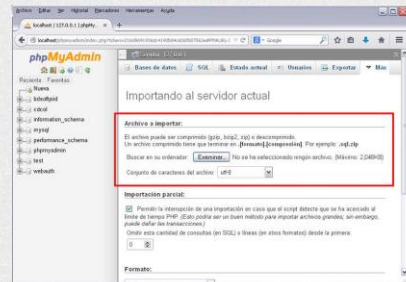 Archivo Editar Ver Historial Marcadores Herramientas Ayuda
localhost | 127.0.0.1 | phpMy...
localhost
Google
phpMyAdmin
Reciente Favoritas
Nueva
cdcol
information_schema
mysql
performance_schema
phpmyadmin
test
webauth
Bases de datos SQL Estado actual Usuarios Exportar Más
Importando al servidor actual
Archivo a importar:
El archivo puede ser comprimido (gzip, bzip2, zip) o descomprimido.
Un archivo comprimido tiene que terminar en .[formato].[compresión]. Por ejemplo: .sql.zip
Buscar en su ordenador: Examinar... No se ha seleccionado ningún archivo. (Máximo: 2,048KB)
Conjunto de caracteres del archivo: utf-8
Importación parcial:
Permitir la interrupción de una importación en caso que el script detecte que se ha acercado al
límite de tiempo PHP. (Esto podría ser un buen método para importar archivos grandes; sin embargo,
puede dañar las transacciones.)
Omitir esta cantidad de consultas (en SQL) o líneas (en otros formatos) desde la primera:
0
Formato: